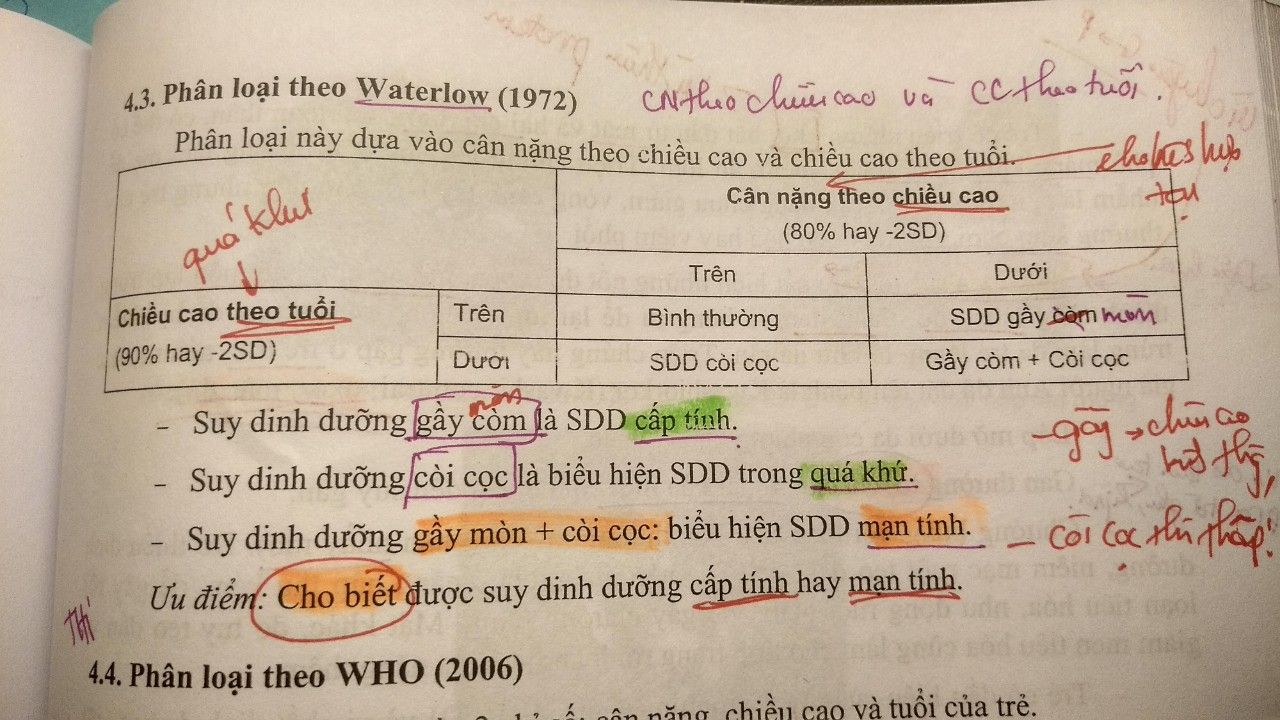 4.3. Phân loại theo Waterlow (1972) CN theo chiều cao và CC theo tuổi.
Phân loại này dựa vào cân nặng theo chiều cao và chiều cao theo tuổi.
cho biết hiện
tại
quá khứ
Cân nặng theo chiều cao
(80% hay -2SD)
Trên Dưới
Chiều cao theo tuổi
(90% hay -2SD)
Trên Bình thường SDD gầy còm mòn
Dưới SDD còi cọc Gầy còm + Còi cọc
mòn
- Suy dinh dưỡng gầy còm là SDD cấp tính.
- Suy dinh dưỡng còi cọc là biểu hiện SDD trong quá khứ.
- Suy dinh dưỡng gầy mòn + còi cọc: biểu hiện SDD mạn tính.
Ưu điểm: Cho biết được suy dinh dưỡng cấp tính hay mạn tính.
- gầy → chiều cao
- còi cọc thì thấp!
4.4. Phân loại theo WHO (2006)
cân nặng, chiều cao và tuổi của trẻ.